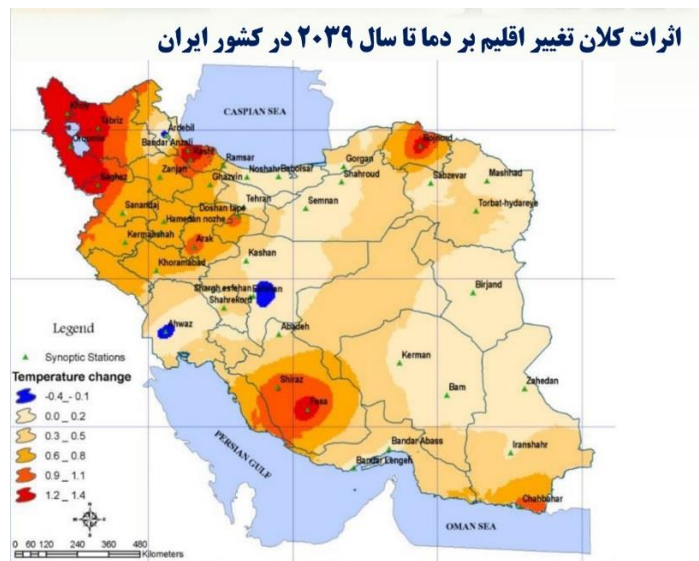 اثرات کلان تغییر اقلیم بر دما تا سال ۲۰۳۹ در کشور ایران
CASPIAN SEA
Khoy
Tabriz
Oroomie
Ardebil
Bandar Anzali
Rasht
Ramsar
Noshahr Babolsar
Gorgan
Bojnord
Zanjan
Ghazvin
Shahroud
Sabzevar
Mashhad
Saghez
Tehran
Semnan
Torbat-hydareye
Sanandaj
Doshan tape
Hamedan nozhe
Kermanshah
Arak
Kashan
Khoramabad
Shargh esfehan
Shahrekord
Birjand
Ahwaz
Abadeh
Kerman
Shiraz
Fasa
Bam
Zahedan
Bandar Abass
Bandar Lengeh
Iranshahr
Chahbahar
PERSIAN GULF
OMAN SEA
Legend
Synoptic Stations
Temperature change
-0.4_- 0.1
0.0 _ 0.2
0.3 _ 0.5
0.6 _ 0.8
0.9 _ 1.1
1.2 _ 1.4
0 60 120 240 360 480
Kilometers